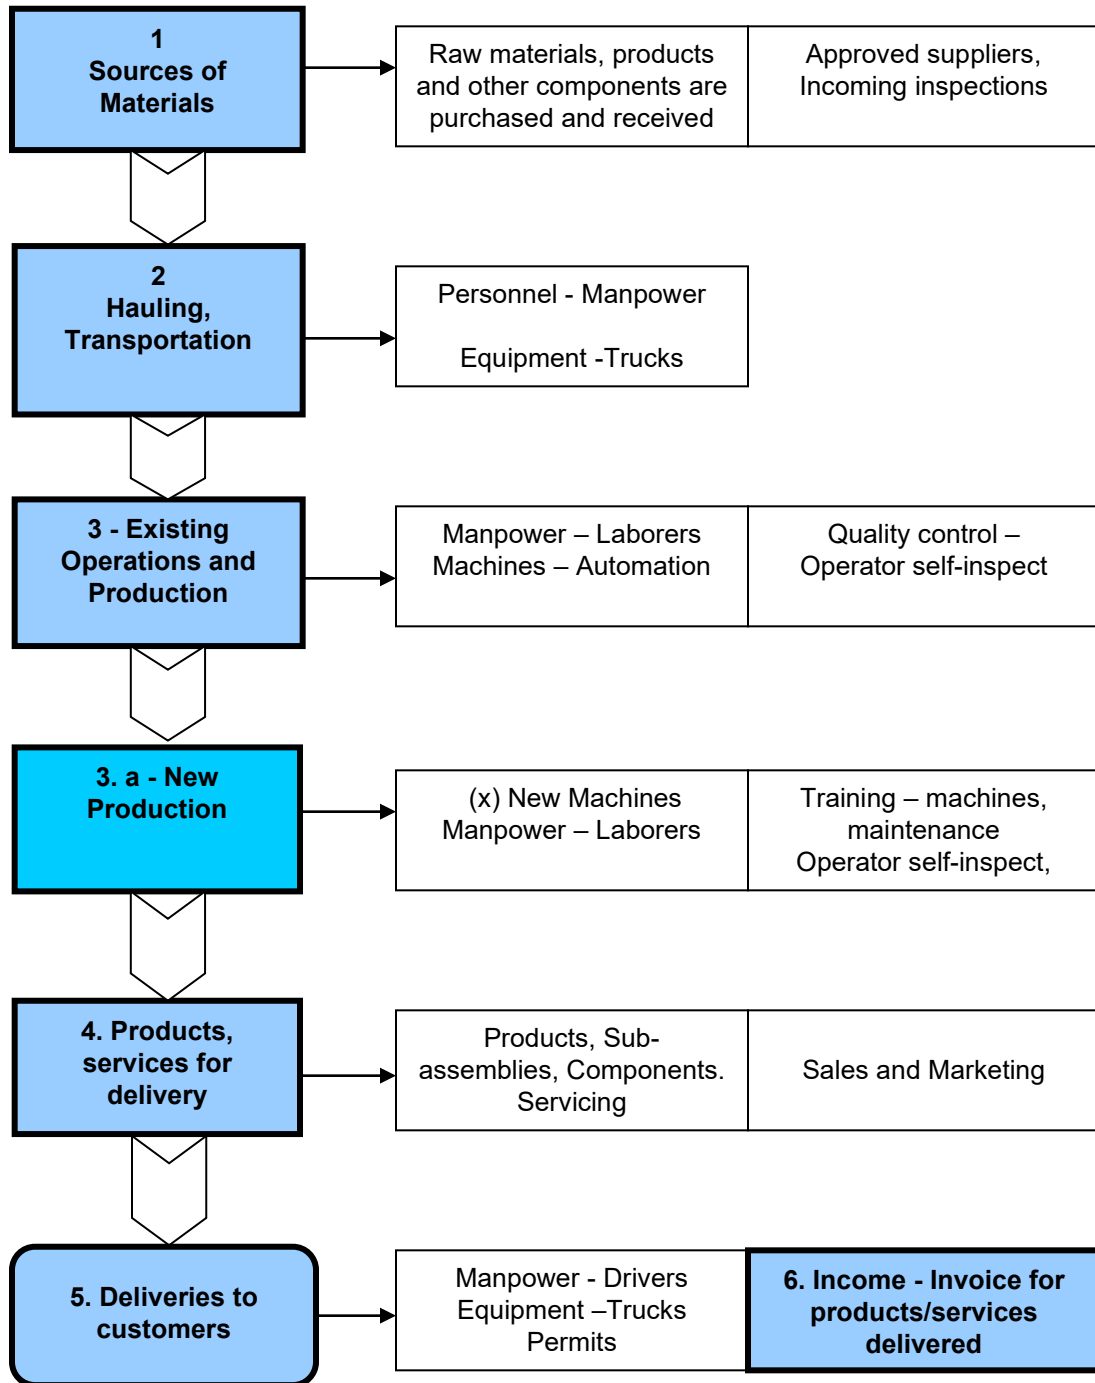 1
Sources of
Materials
Raw materials, products
and other components are
purchased and received
Approved suppliers,
Incoming inspections
2
Hauling,
Transportation
Personnel - Manpower
Equipment -Trucks
3 - Existing
Operations and
Production
Manpower – Laborers
Machines – Automation
Quality control –
Operator self-inspect
3. a - New
Production
(x) New Machines
Manpower – Laborers
Training – machines,
maintenance
Operator self-inspect,
4. Products,
services for
delivery
Products, Sub-
assemblies, Components.
Servicing
Sales and Marketing
5. Deliveries to
customers
Manpower - Drivers
Equipment –Trucks
Permits
6. Income - Invoice for
products/services
delivered